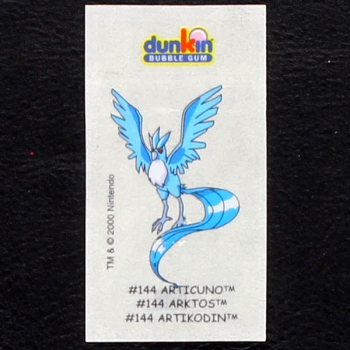 dunkin'
BUBBLE GUM
TM & © 2000 Nintendo
#144 ARTICUNO™
#144 ARKTOS™
#144 ARTIKODIN™